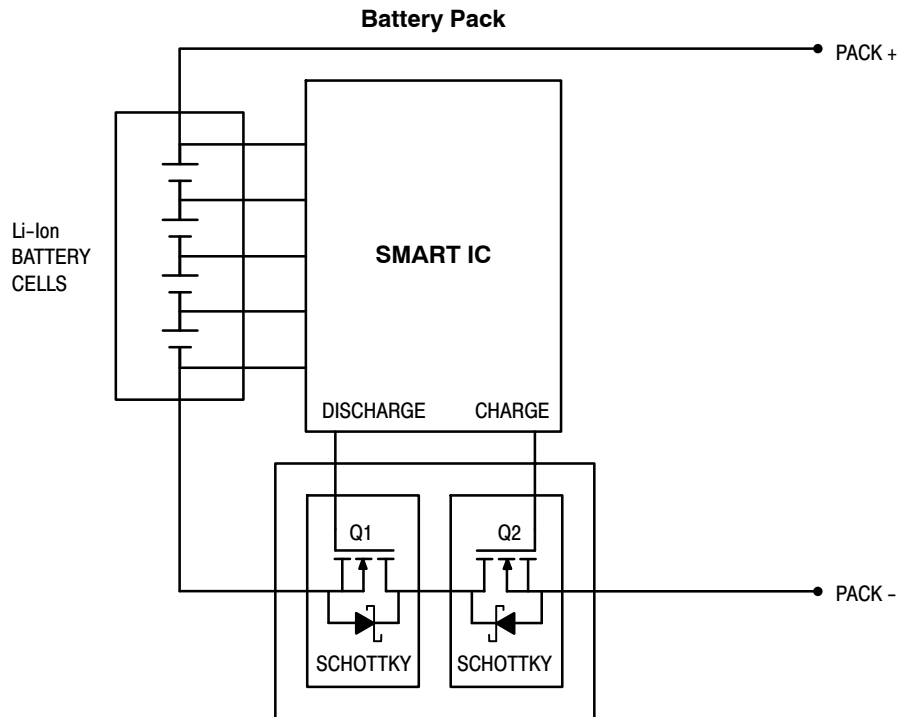 Battery Pack
PACK +
Li-Ion
BATTERY
CELLS
SMART IC
DISCHARGE
CHARGE
Q1
Q2
SCHOTTKY
SCHOTTKY
PACK -